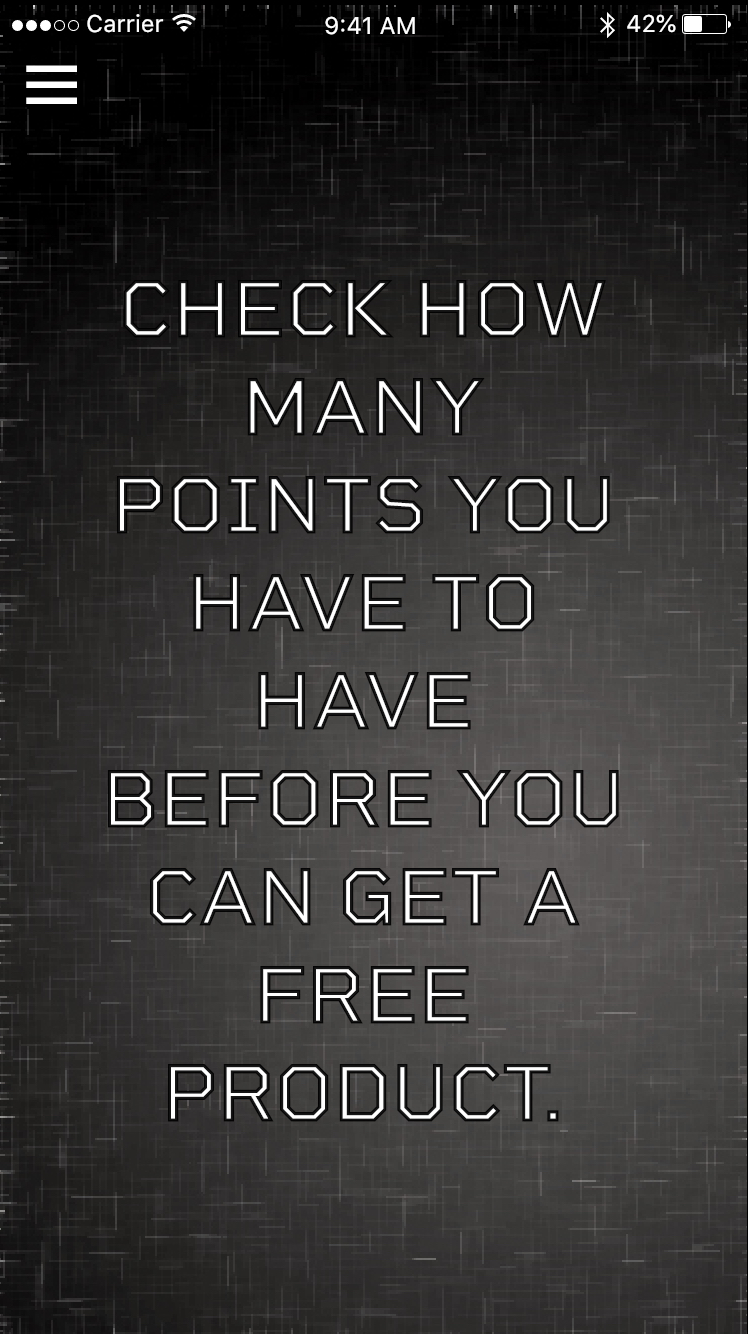 Carrier 9:41 AM 42%
CHECK HOW
MANY
POINTS YOU
HAVE TO
HAVE
BEFORE YOU
CAN GET A
FREE
PRODUCT.